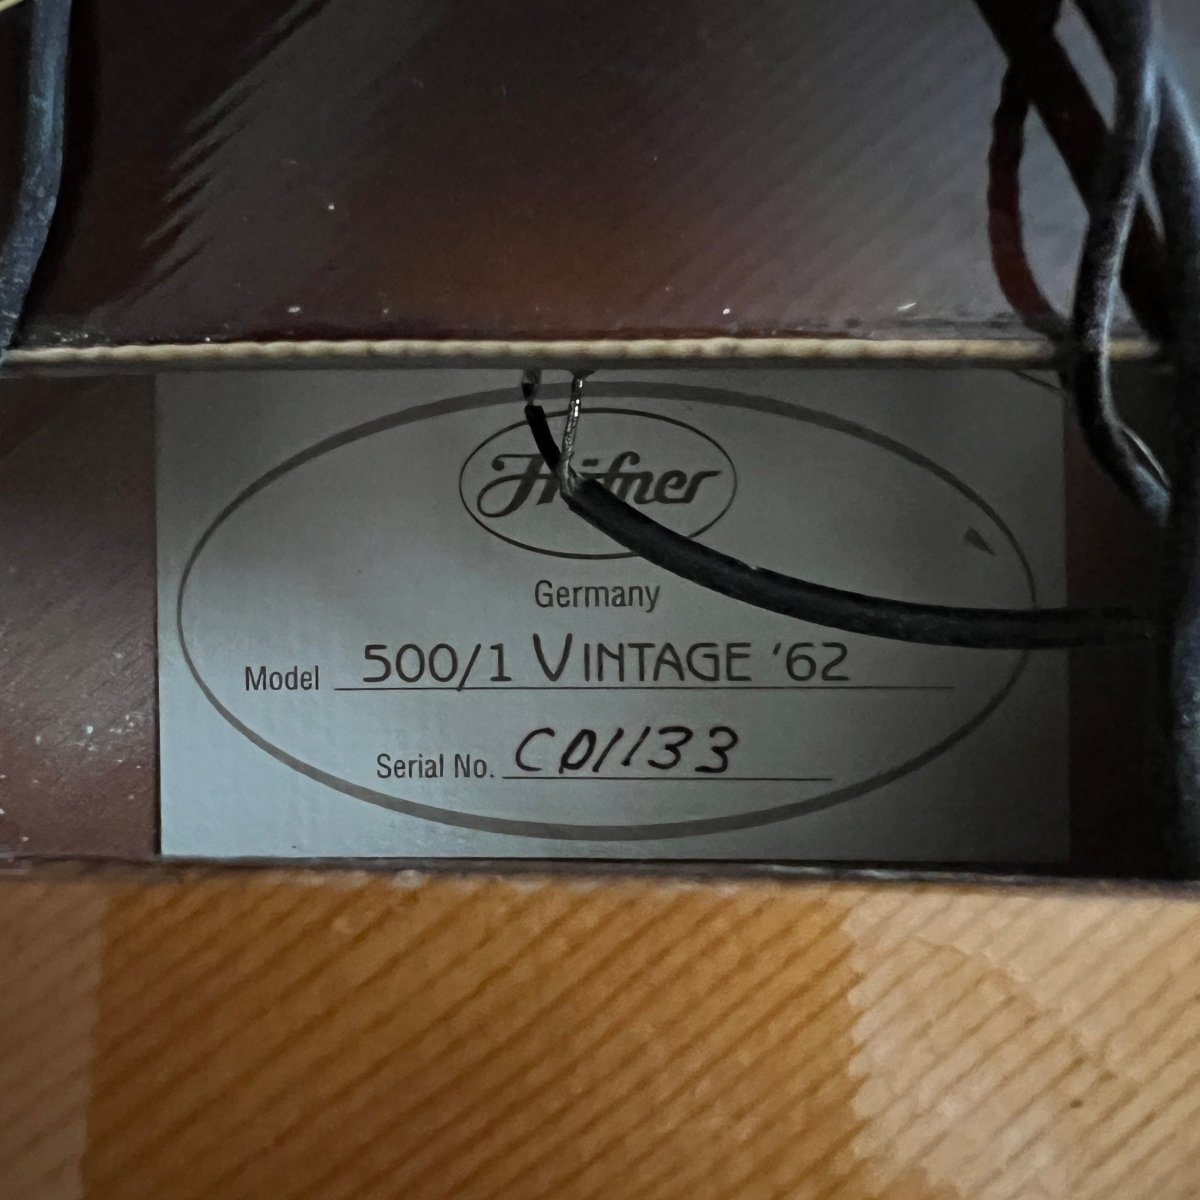 Höfner
Germany
Model 500/1 VINTAGE '62
Serial No. C01133